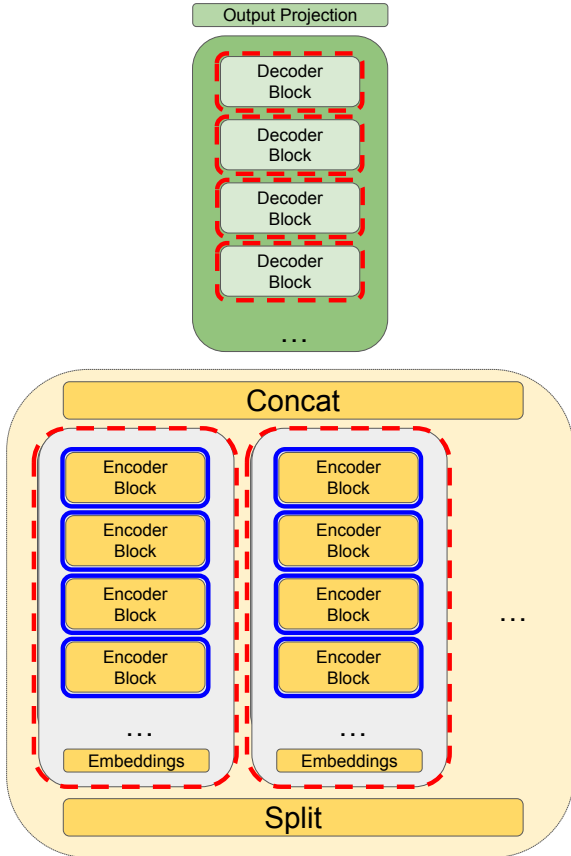 Output Projection
Decoder
Block
Decoder
Block
Decoder
Block
Decoder
Block
...
Concat
Encoder
Block
Encoder
Block
Encoder
Block
Encoder
Block
...
Embeddings
Encoder
Block
Encoder
Block
Encoder
Block
Encoder
Block
...
Embeddings
...
Split